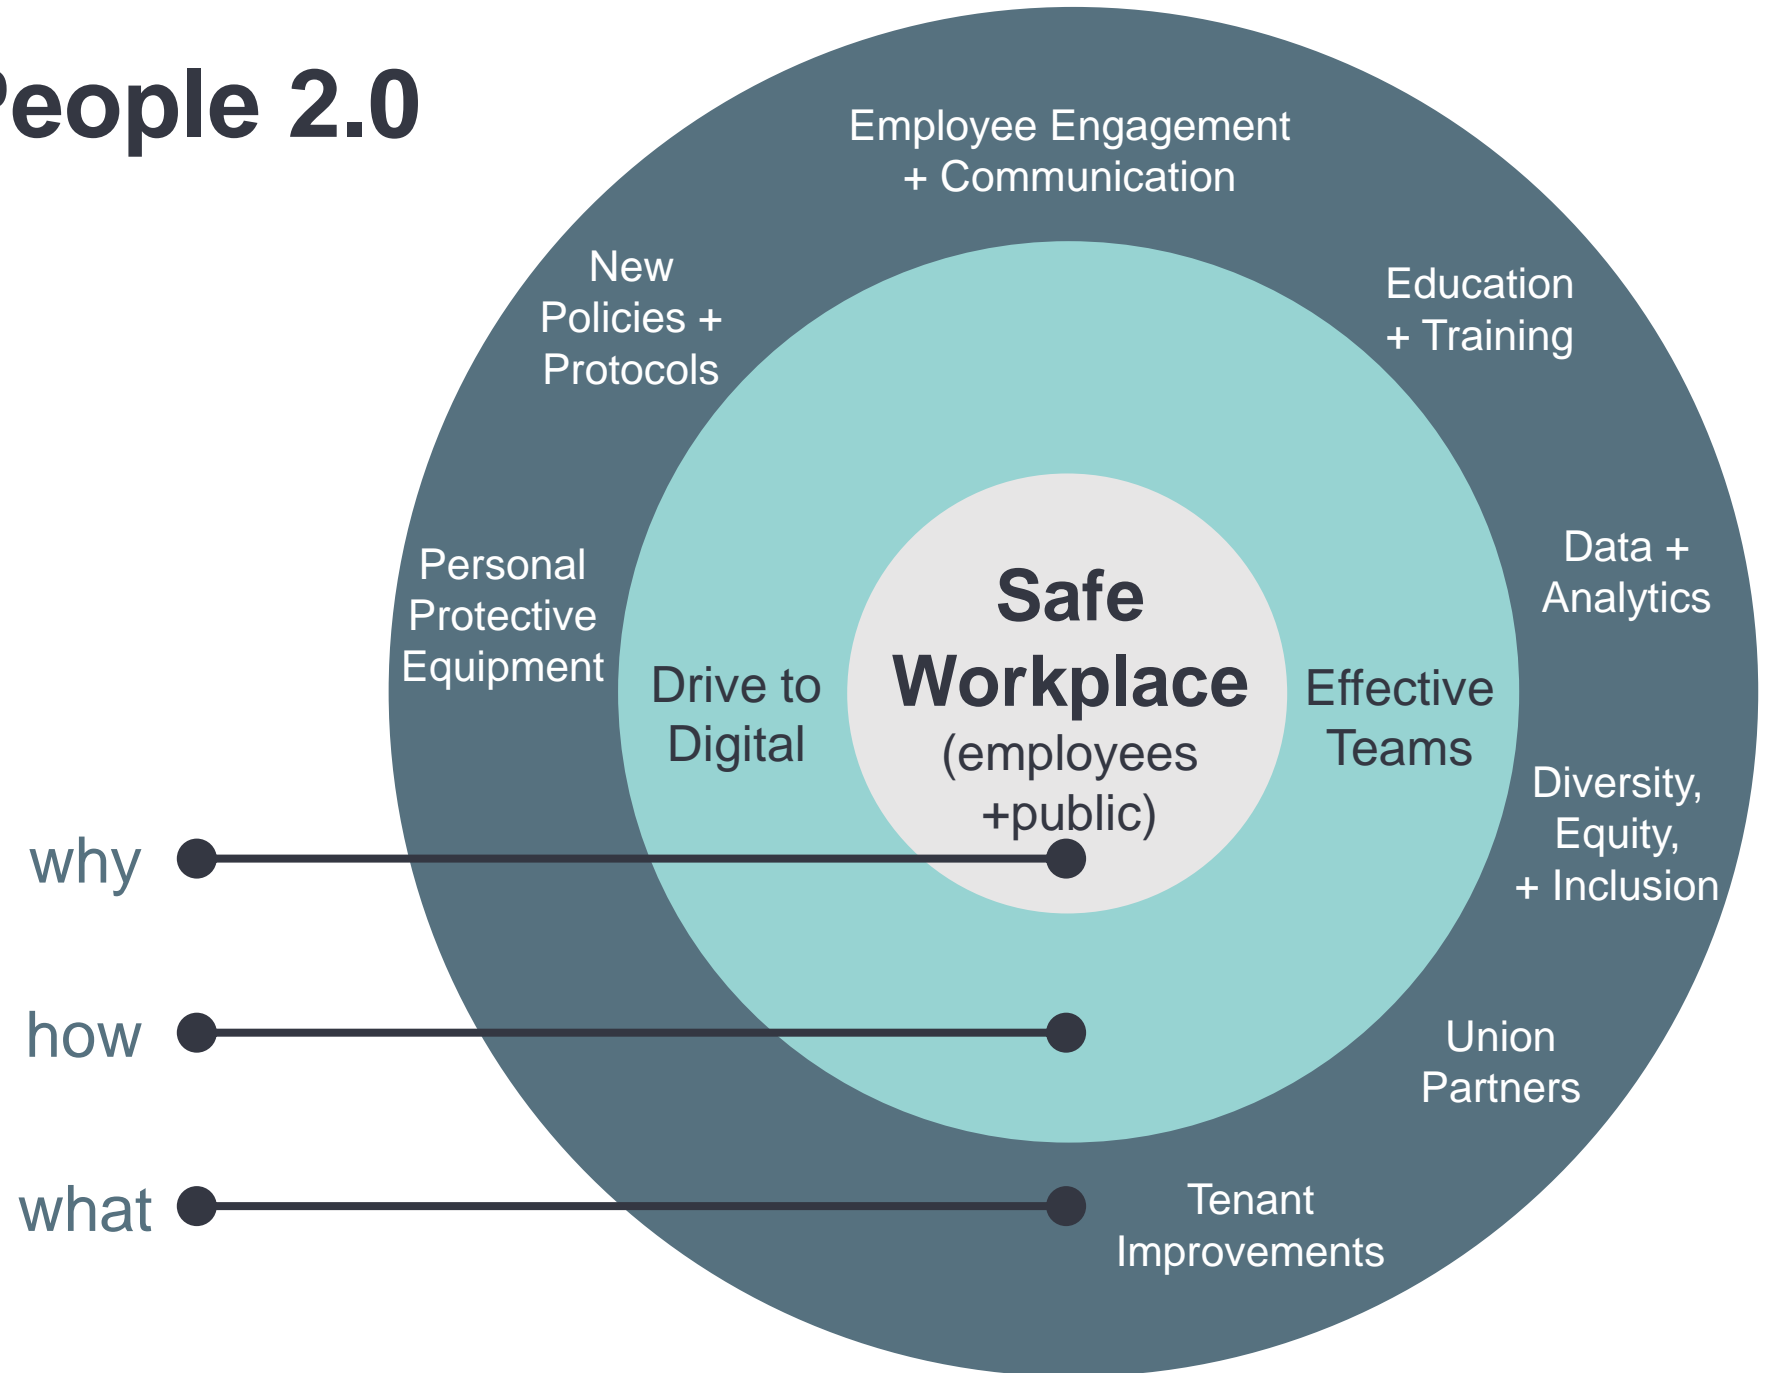 People 2.0
Employee Engagement
+ Communication
New
Policies +
Protocols
Education
+ Training
Personal
Protective
Equipment
Data +
Analytics
Safe
Workplace
(employees
+public)
Drive to
Digital
Effective
Teams
Diversity,
Equity,
+ Inclusion
Union
Partners
Tenant
Improvements
why
how
what